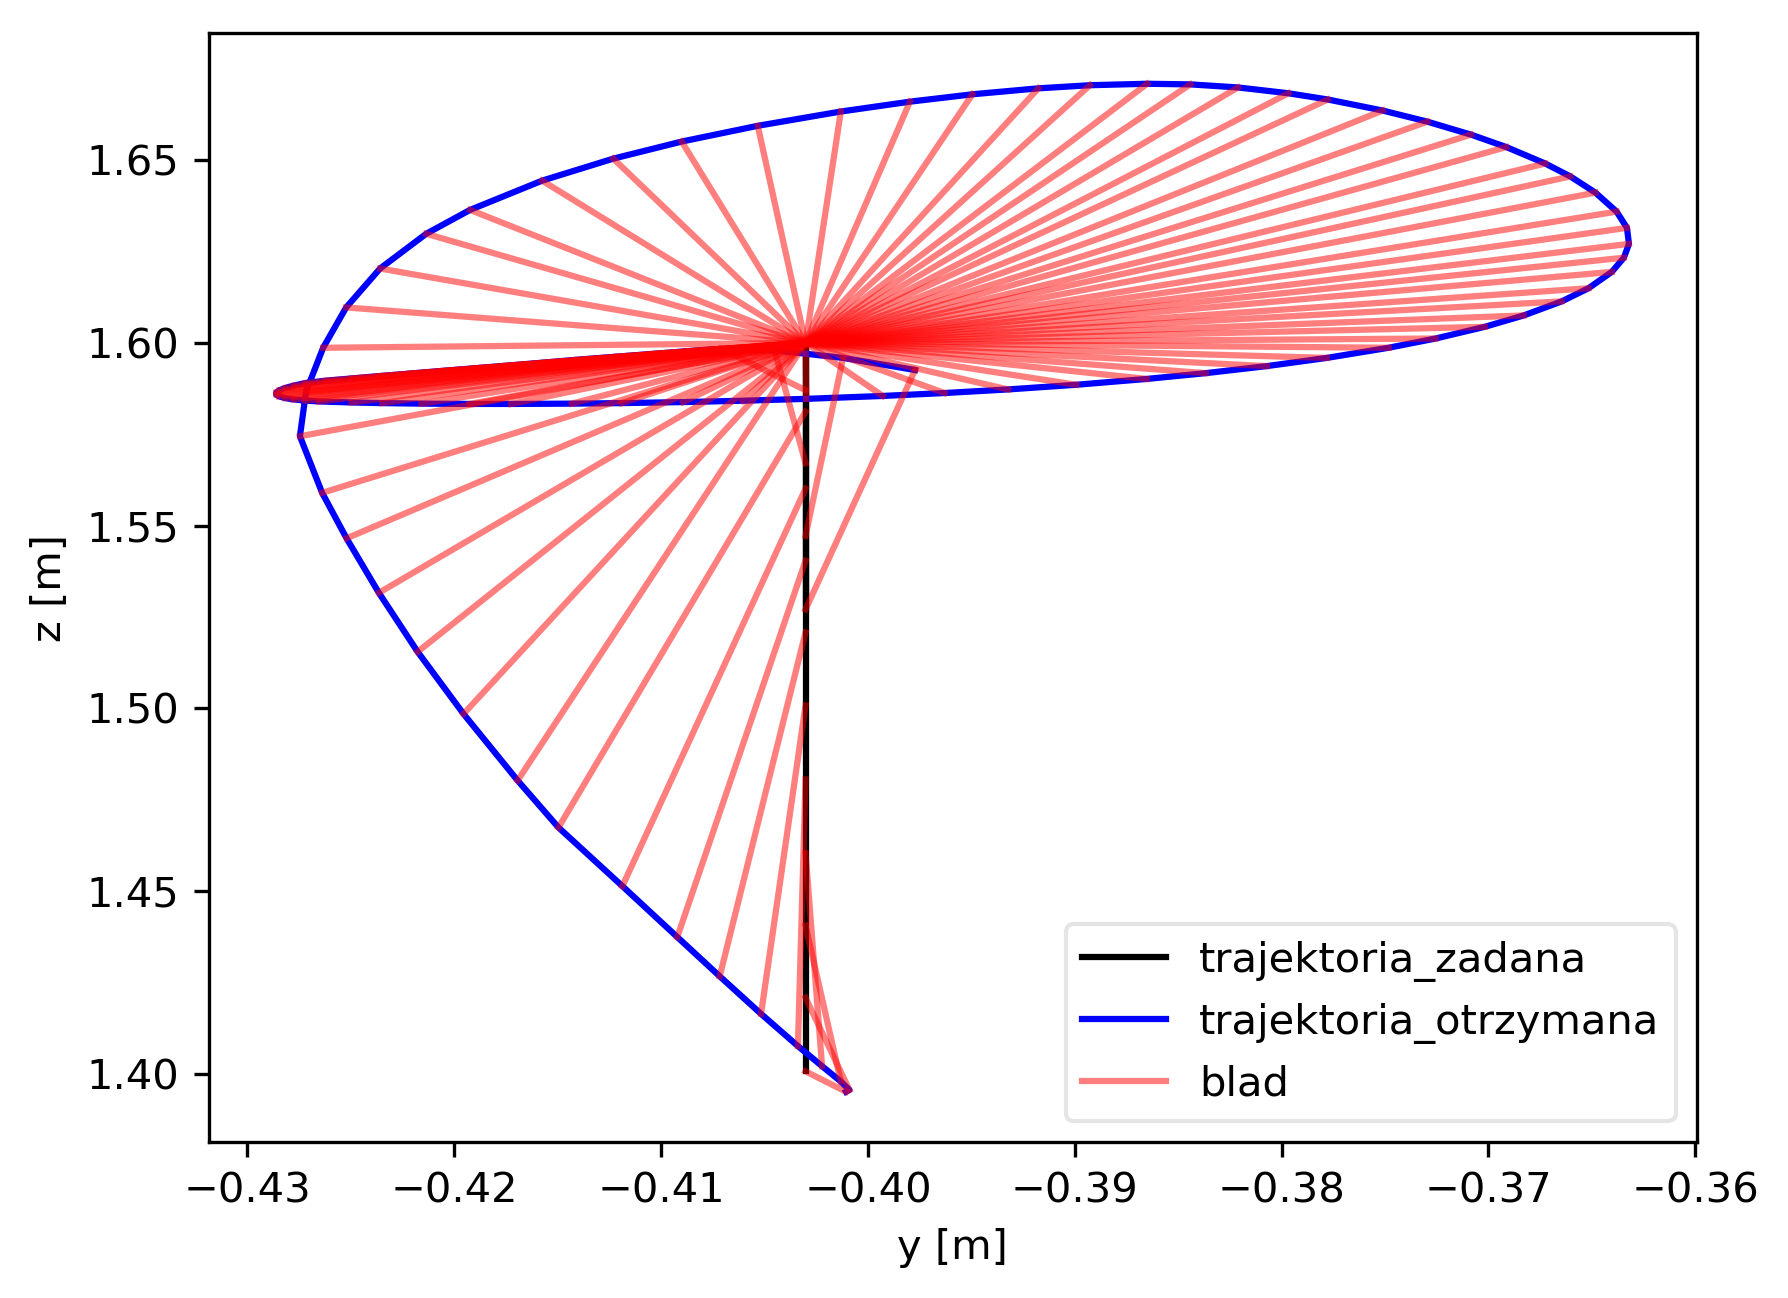 1.65
1.60
1.55
1.50
1.45
1.40
z [m]
−0.43 −0.42 −0.41 −0.40 −0.39 −0.38 −0.37 −0.36
y [m]
trajektoria_zadana
trajektoria_otrzymana
blad